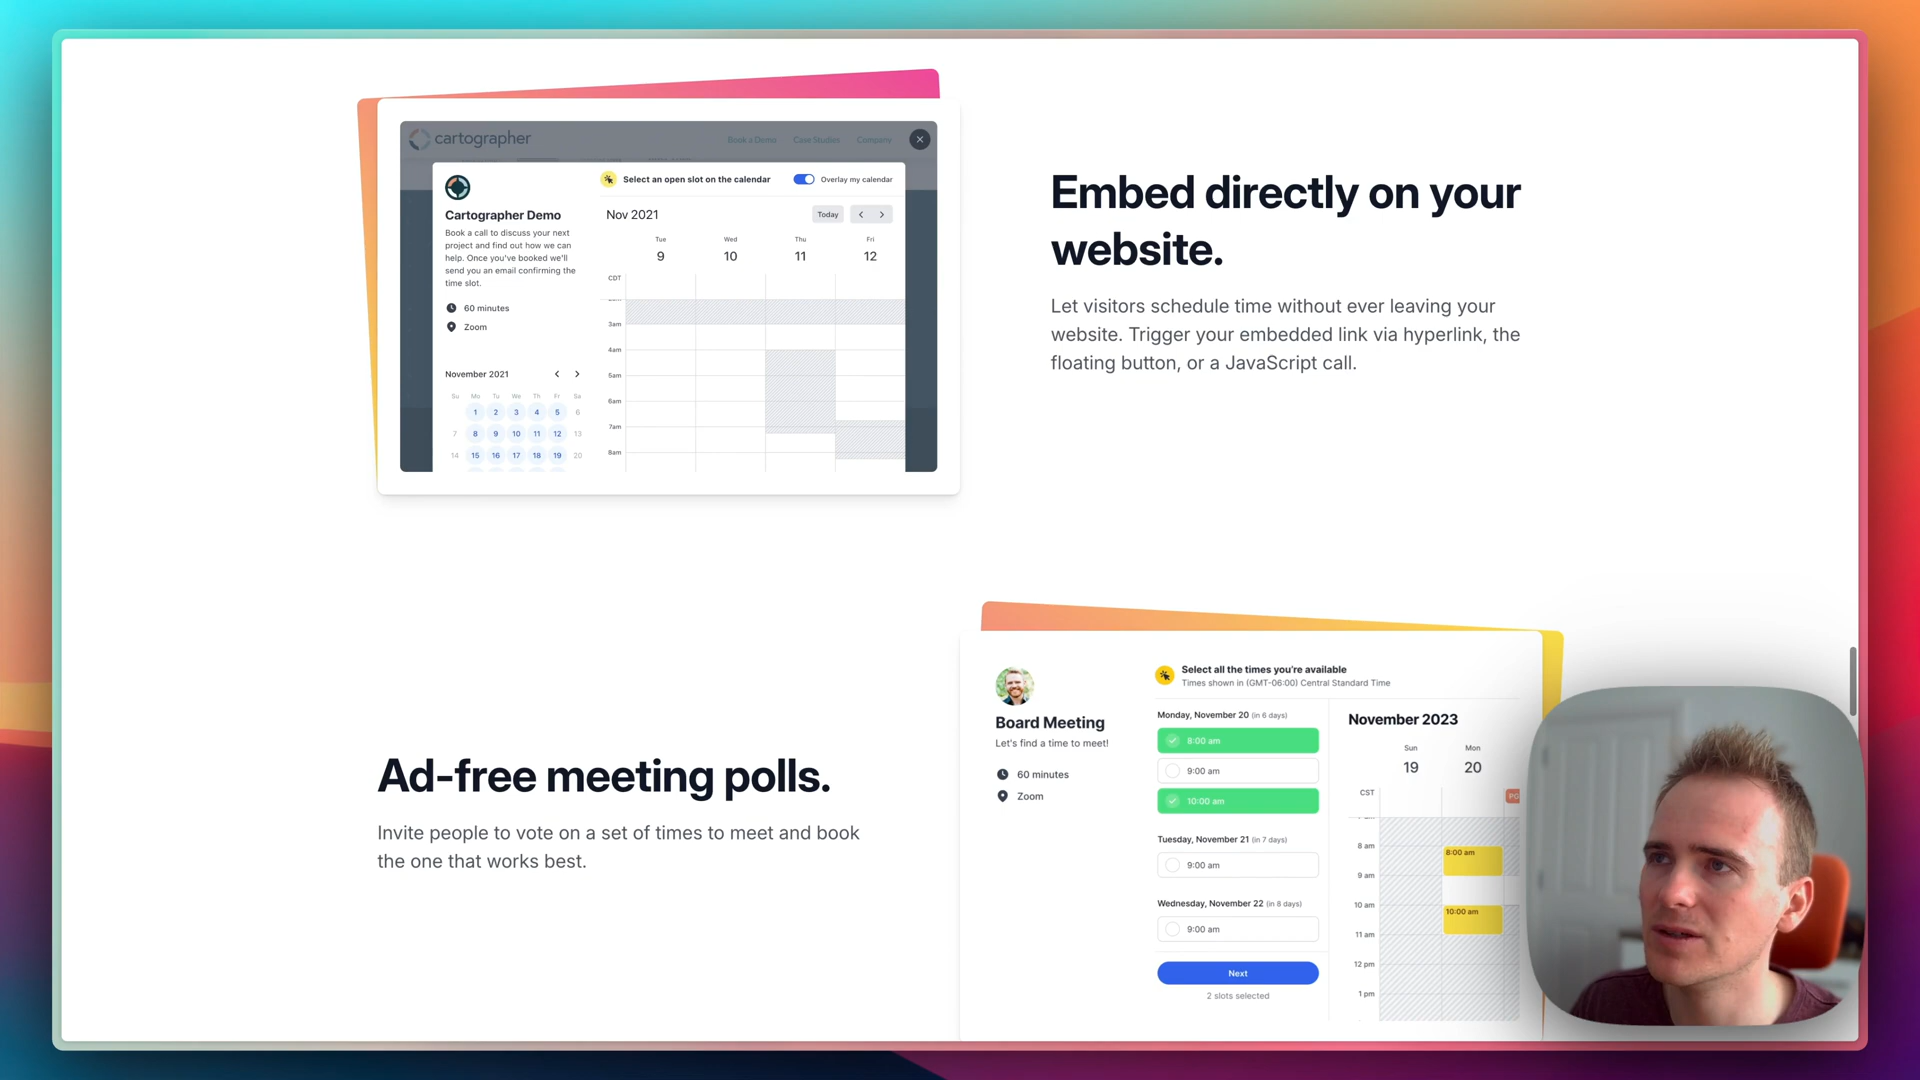 cartographer
Book a Demo Case Studies Company
Select an open slot on the calendar
Overlay my calendar
Cartographer Demo
Book a call to discuss your next
project and find out how we can
help. Once you've booked we'll
send you an email confirming the
time slot.
60 minutes
Zoom
November 2021
Su Mo Tu We Th Fr Sa
1 2 3 4 5 6
7 8 9 10 11 12 13
14 15 16 17 18 19 20
Nov 2021
Today
Tue Wed Thu Fri
9 10 11 12
CDT
3am
4am
5am
6am
7am
8am
Embed directly on your
website.
Let visitors schedule time without ever leaving your
website. Trigger your embedded link via hyperlink, the
floating button, or a JavaScript call.
Ad-free meeting polls.
Invite people to vote on a set of times to meet and book
the one that works best.
Board Meeting
Let's find a time to meet!
60 minutes
Zoom
Select all the times you're available
Times shown in (GMT-06:00) Central Standard Time
Monday, November 20 (in 6 days)
8:00 am
9:00 am
10:00 am
Tuesday, November 21 (in 7 days)
9:00 am
Wednesday, November 22 (in 8 days)
9:00 am
Next
2 slots selected
November 2023
Sun Mon
19 20
CST
PO
8 am
9 am
10 am
11 am
12 pm
1 pm
8:00 am
10:00 am